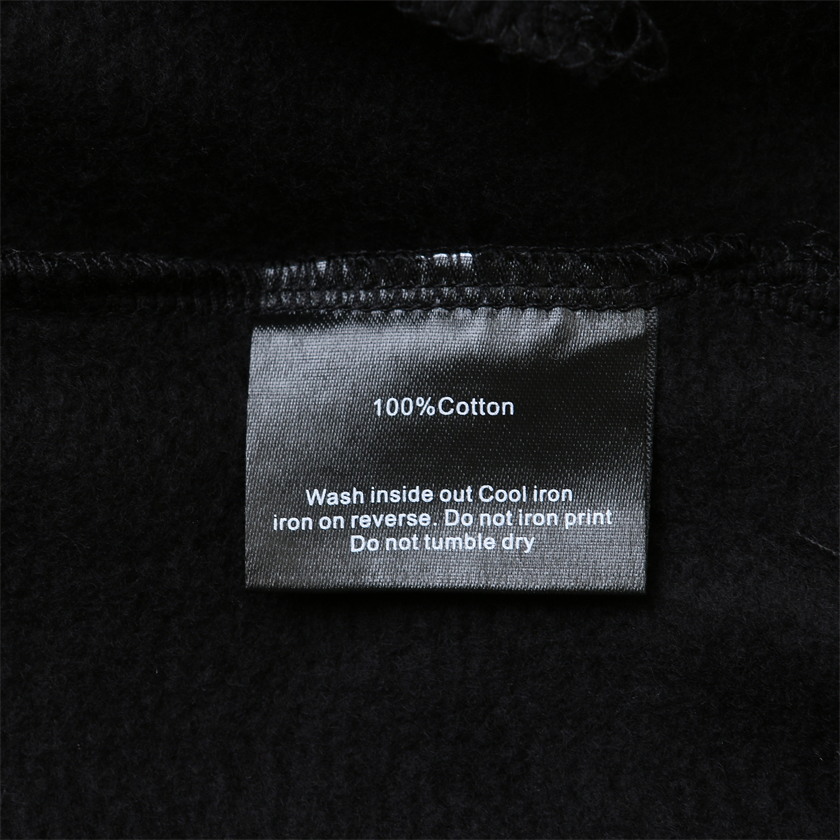 100%Cotton
Wash inside out Cool iron
iron on reverse. Do not iron print
Do not tumble dry